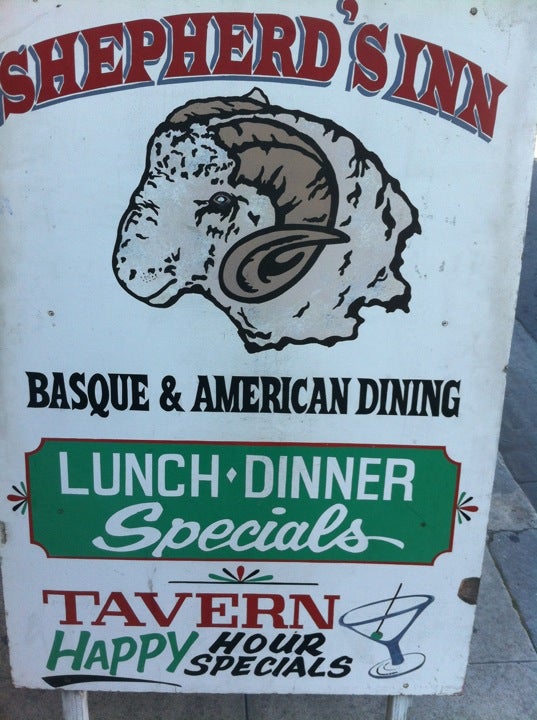 SHEPHERD'S INN
BASQUE & AMERICAN DINING
LUNCH · DINNER
Specials
TAVERN
HAPPY HOUR
SPECIALS